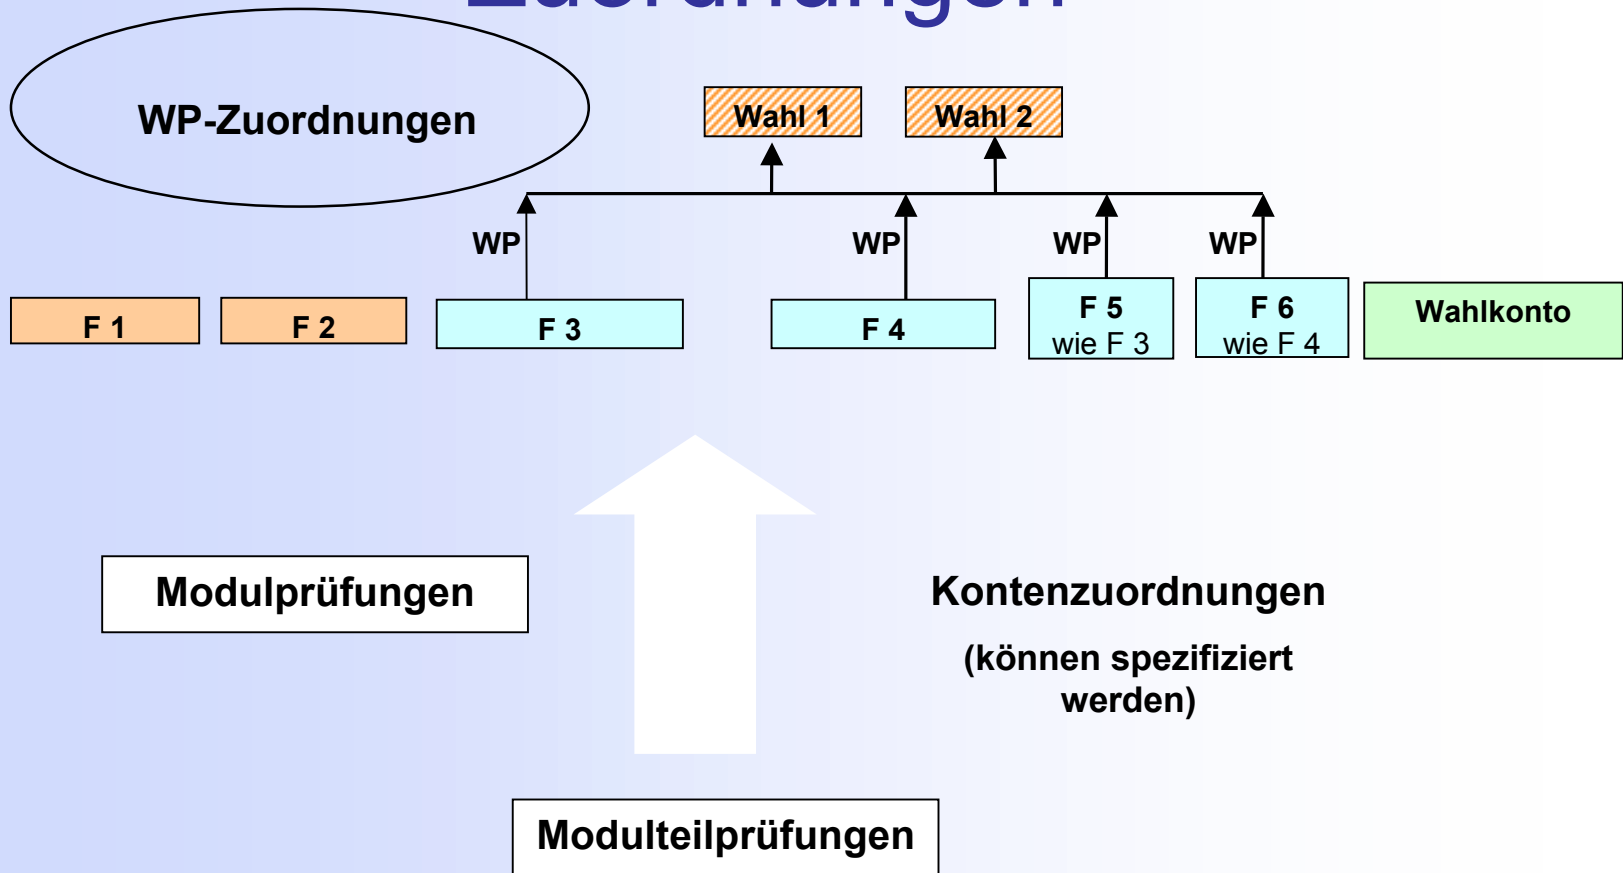 Zuordnungen
WP-Zuordnungen
Wahl 1
Wahl 2
WP
WP
WP
WP
F 1
F 2
F 3
F 4
F 5
wie F 3
F 6
wie F 4
Wahlkonto
Modulprüfungen
Kontenzuordnungen
(können spezifiziert
werden)
Modulteilprüfungen